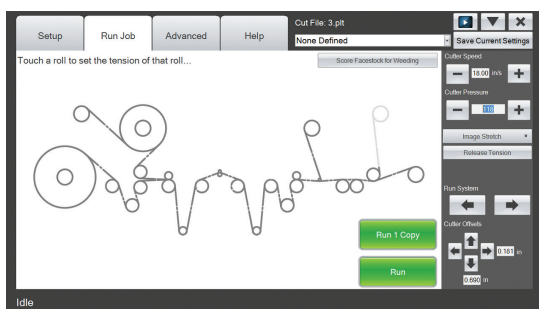 Setup
Run Job
Advanced
Help
Cut File: 3.plt
None Defined
Save Current Settings
Touch a roll to set the tension of that roll...
Score Facestock for Weeding
Cutter Speed
18.00 in/s
Cutter Pressure
118
Image Stretch
Release Tension
Run System
Cutter Offsets
0.161 in
0.690 in
Run 1 Copy
Run
Idle